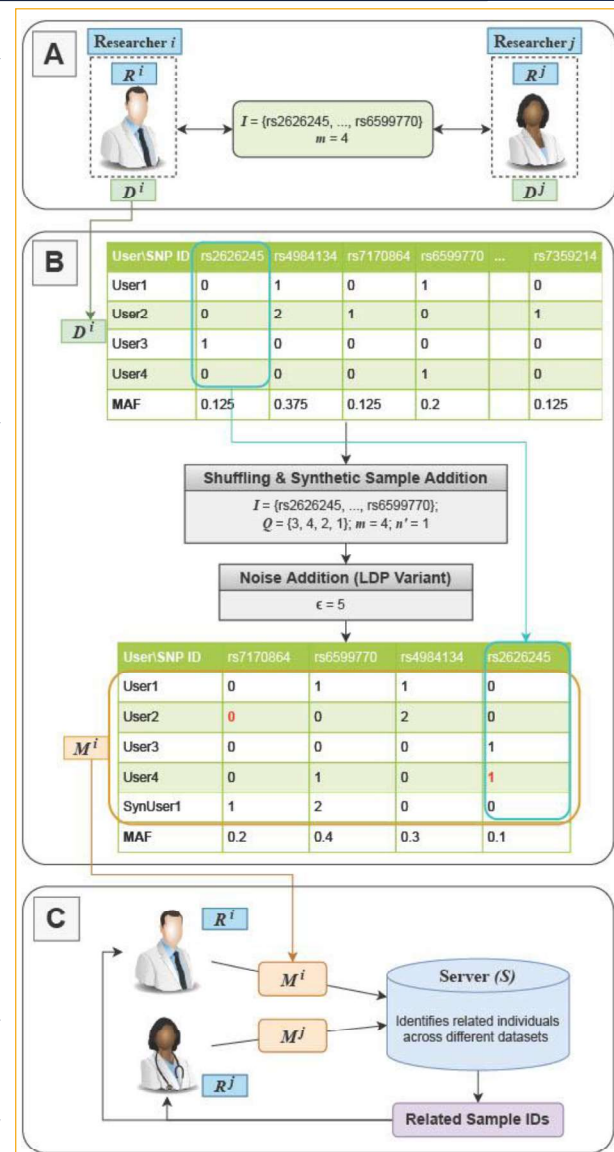 A
Researcher i
Researcher j
R^i
R^j
I = {rs2626245, ..., rs6599770}
m = 4
D^i
D^j
B
User\SNP ID rs2626245 rs4984134 rs7170864 rs6599770 ... rs7359214
User1 0 1 0 1 0
User2 0 2 1 0 1
D^i
User3 1 0 0 0 0
User4 0 0 0 1 0
MAF 0.125 0.375 0.125 0.2 0.125
Shuffling & Synthetic Sample Addition
I = {rs2626245, ..., rs6599770};
Q = {3, 4, 2, 1}; m = 4; n' = 1
Noise Addition (LDP Variant)
ϵ = 5
User\SNP ID rs7170864 rs6599770 rs4984134 rs2626245
User1 0 1 1 0
User2 0 0 2 0
M^i
User3 0 0 0 1
User4 0 1 0 1
SynUser1 1 2 0 0
MAF 0.2 0.4 0.3 0.1
C
R^i
M^i
Server (S)
Identifies related individuals
across different datasets
M^j
R^j
Related Sample IDs